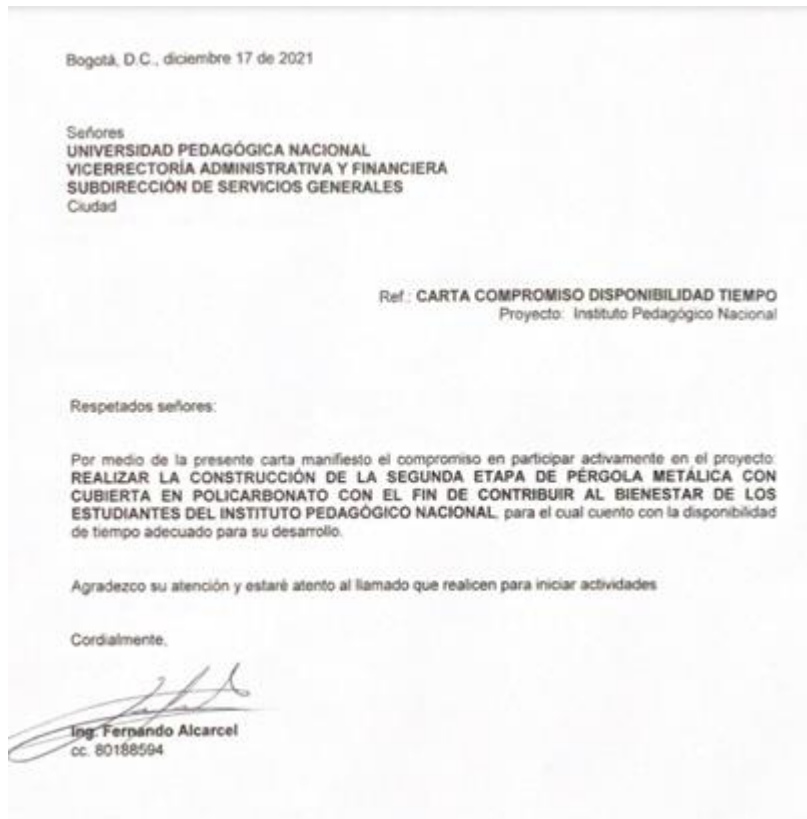 Bogotá, D.C., diciembre 17 de 2021
Señores
UNIVERSIDAD PEDAGÓGICA NACIONAL
VICERRECTORÍA ADMINISTRATIVA Y FINANCIERA
SUBDIRECCIÓN DE SERVICIOS GENERALES
Ciudad
Ref.: CARTA COMPROMISO DISPONIBILIDAD TIEMPO
Proyecto: Instituto Pedagógico Nacional
Respetados señores:
Por medio de la presente carta manifiesto el compromiso en participar activamente en el proyecto:
REALIZAR LA CONSTRUCCIÓN DE LA SEGUNDA ETAPA DE PÉRGOLA METÁLICA CON
CUBIERTA EN POLICARBONATO CON EL FIN DE CONTRIBUIR AL BIENESTAR DE LOS
ESTUDIANTES DEL INSTITUTO PEDAGÓGICO NACIONAL, para el cual cuento con la disponibilidad
de tiempo adecuado para su desarrollo.
Agradezco su atención y estaré atento al llamado que realicen para iniciar actividades
Cordialmente,
Ing. Fernando Alcarcel
cc. 80188594